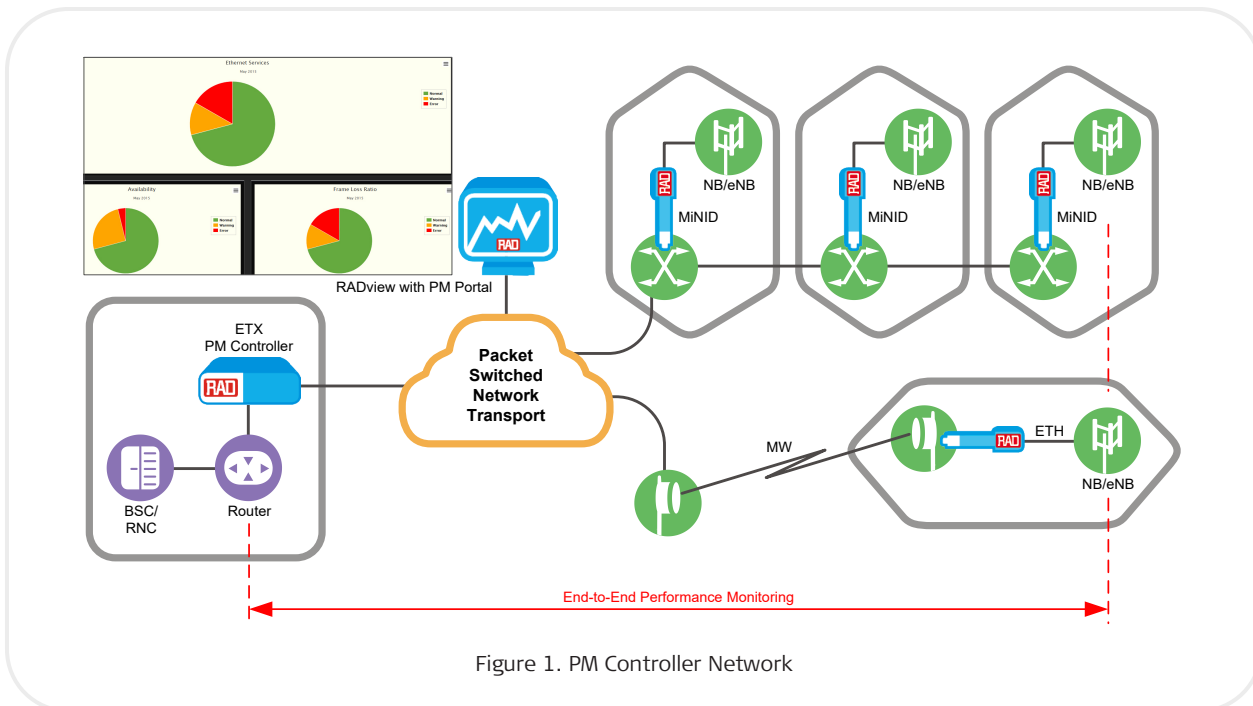 Ethernet Services
May 2015
Normal
Warning
Error
Availability
May 2015
Normal
Warning
Error
Frame Loss Ratio
May 2015
Normal
Warning
Error
RAD
RADview with PM Portal
NB/eNB
RAD
MiNID
NB/eNB
RAD
MiNID
NB/eNB
RAD
MiNID
ETX
PM Controller
RAD
BSC/
RNC
Router
Packet
Switched
Network
Transport
MW
RAD
ETH
NB/eNB
End-to-End Performance Monitoring
Figure 1. PM Controller Network